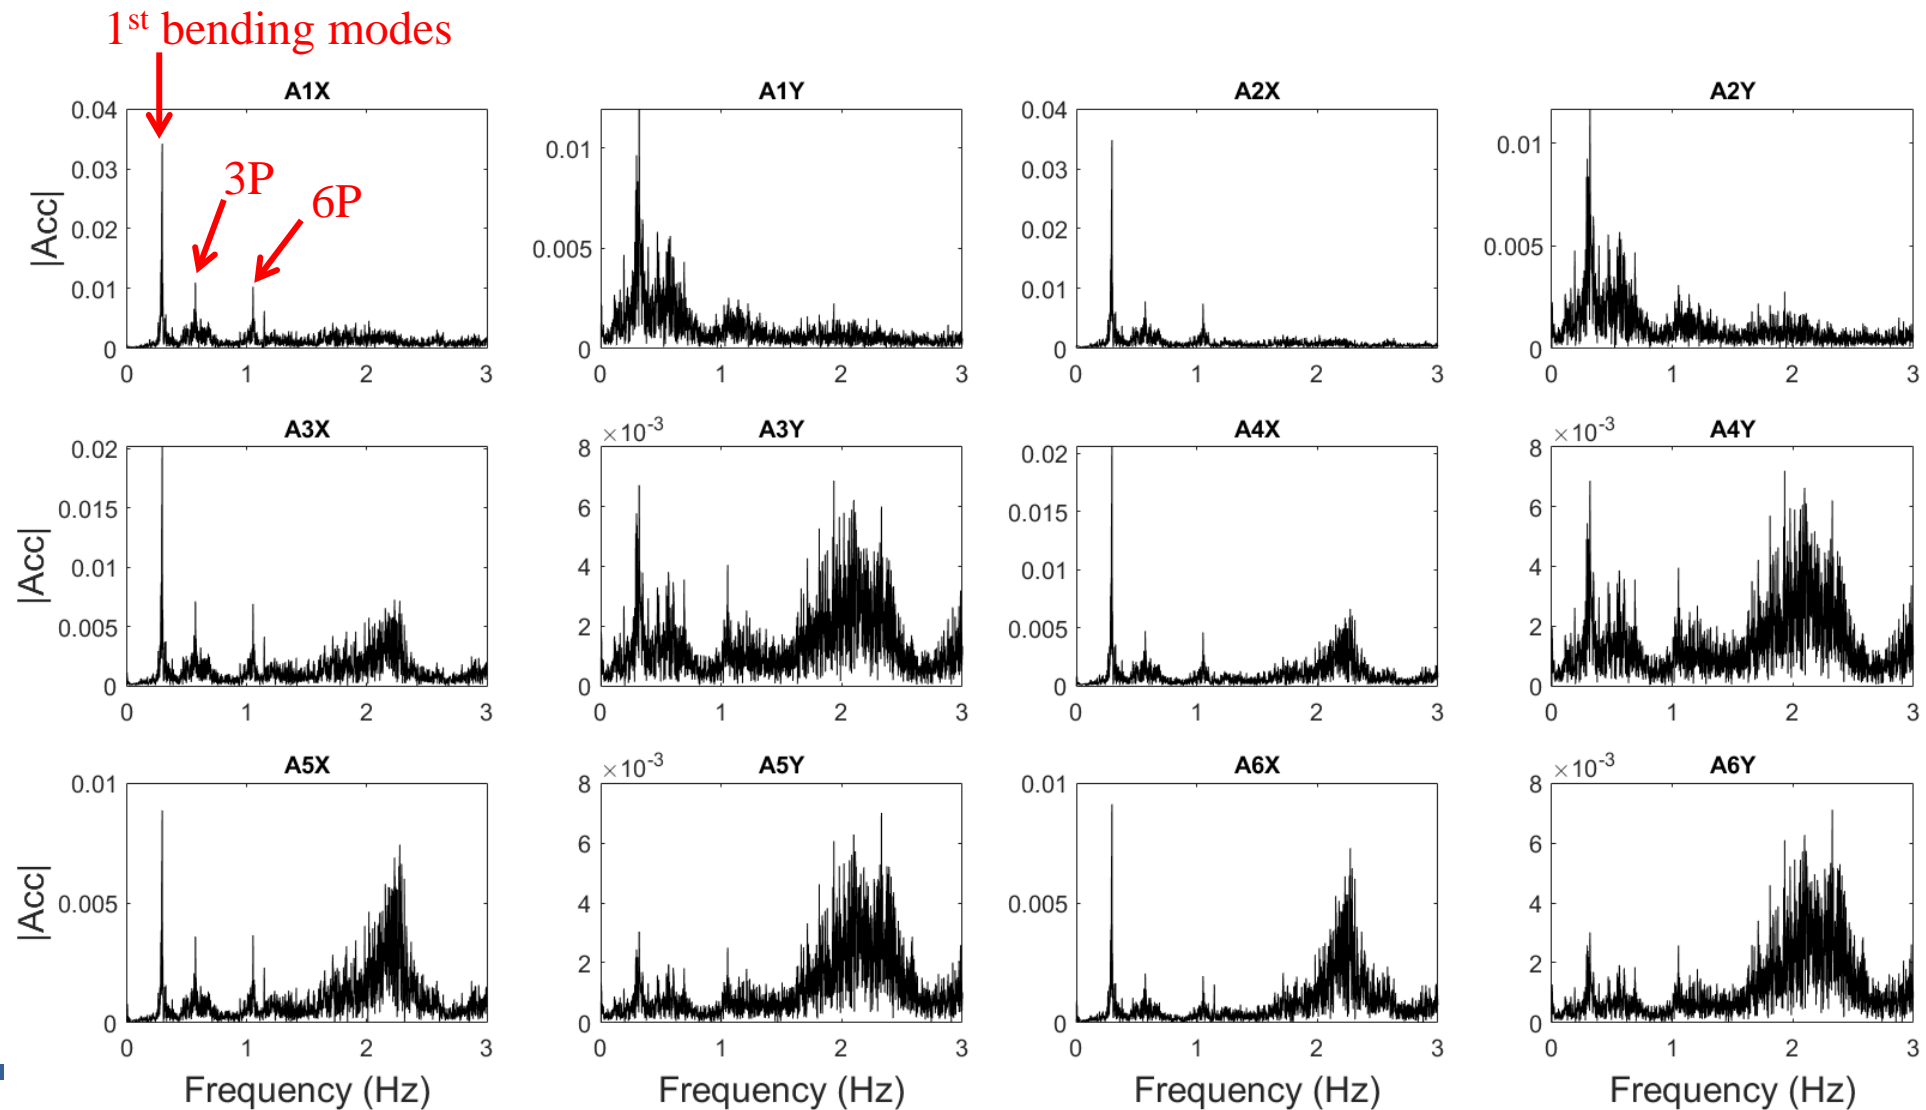 1st bending modes
A1X
A1Y
A2X
A2Y
3P
6P
|Acc|
0.04
0.03
0.02
0.01
0
0 1 2 3
0.01
0.005
0
0 1 2 3
0.04
0.03
0.02
0.01
0
0 1 2 3
0.01
0.005
0
0 1 2 3
A3X
A3Y
A4X
A4Y
|Acc|
0.02
0.015
0.01
0.005
0
0 1 2 3
×10-3
8
6
4
2
0
0 1 2 3
0.02
0.015
0.01
0.005
0
0 1 2 3
×10-3
8
6
4
2
0
0 1 2 3
A5X
A5Y
A6X
A6Y
|Acc|
0.01
0.005
0
0 1 2 3
×10-3
8
6
4
2
0
0 1 2 3
0.01
0.005
0
0 1 2 3
×10-3
8
6
4
2
0
0 1 2 3
Frequency (Hz)
Frequency (Hz)
Frequency (Hz)
Frequency (Hz)